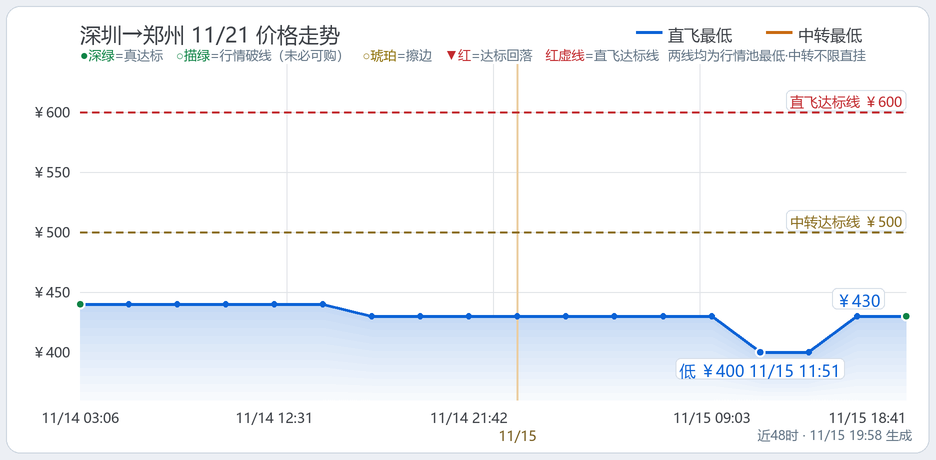 深圳→郑州 11/21 价格走势
直飞最低 中转最低
●深绿=真达标 ○描绿=行情破线（未必可购） ○琥珀=擦边 ▼红=达标回落 红虚线=直飞达标线 两线均为行情池最低·中转不限直挂
直飞达标线 ￥600
￥600
￥550
中转达标线 ￥500
￥500
￥450
￥430
￥400
低 ￥400 11/15 11:51
11/14 03:06 11/14 12:31 11/14 21:42 11/15 09:03 11/15 18:41
11/15
近48时 · 11/15 19:58 生成